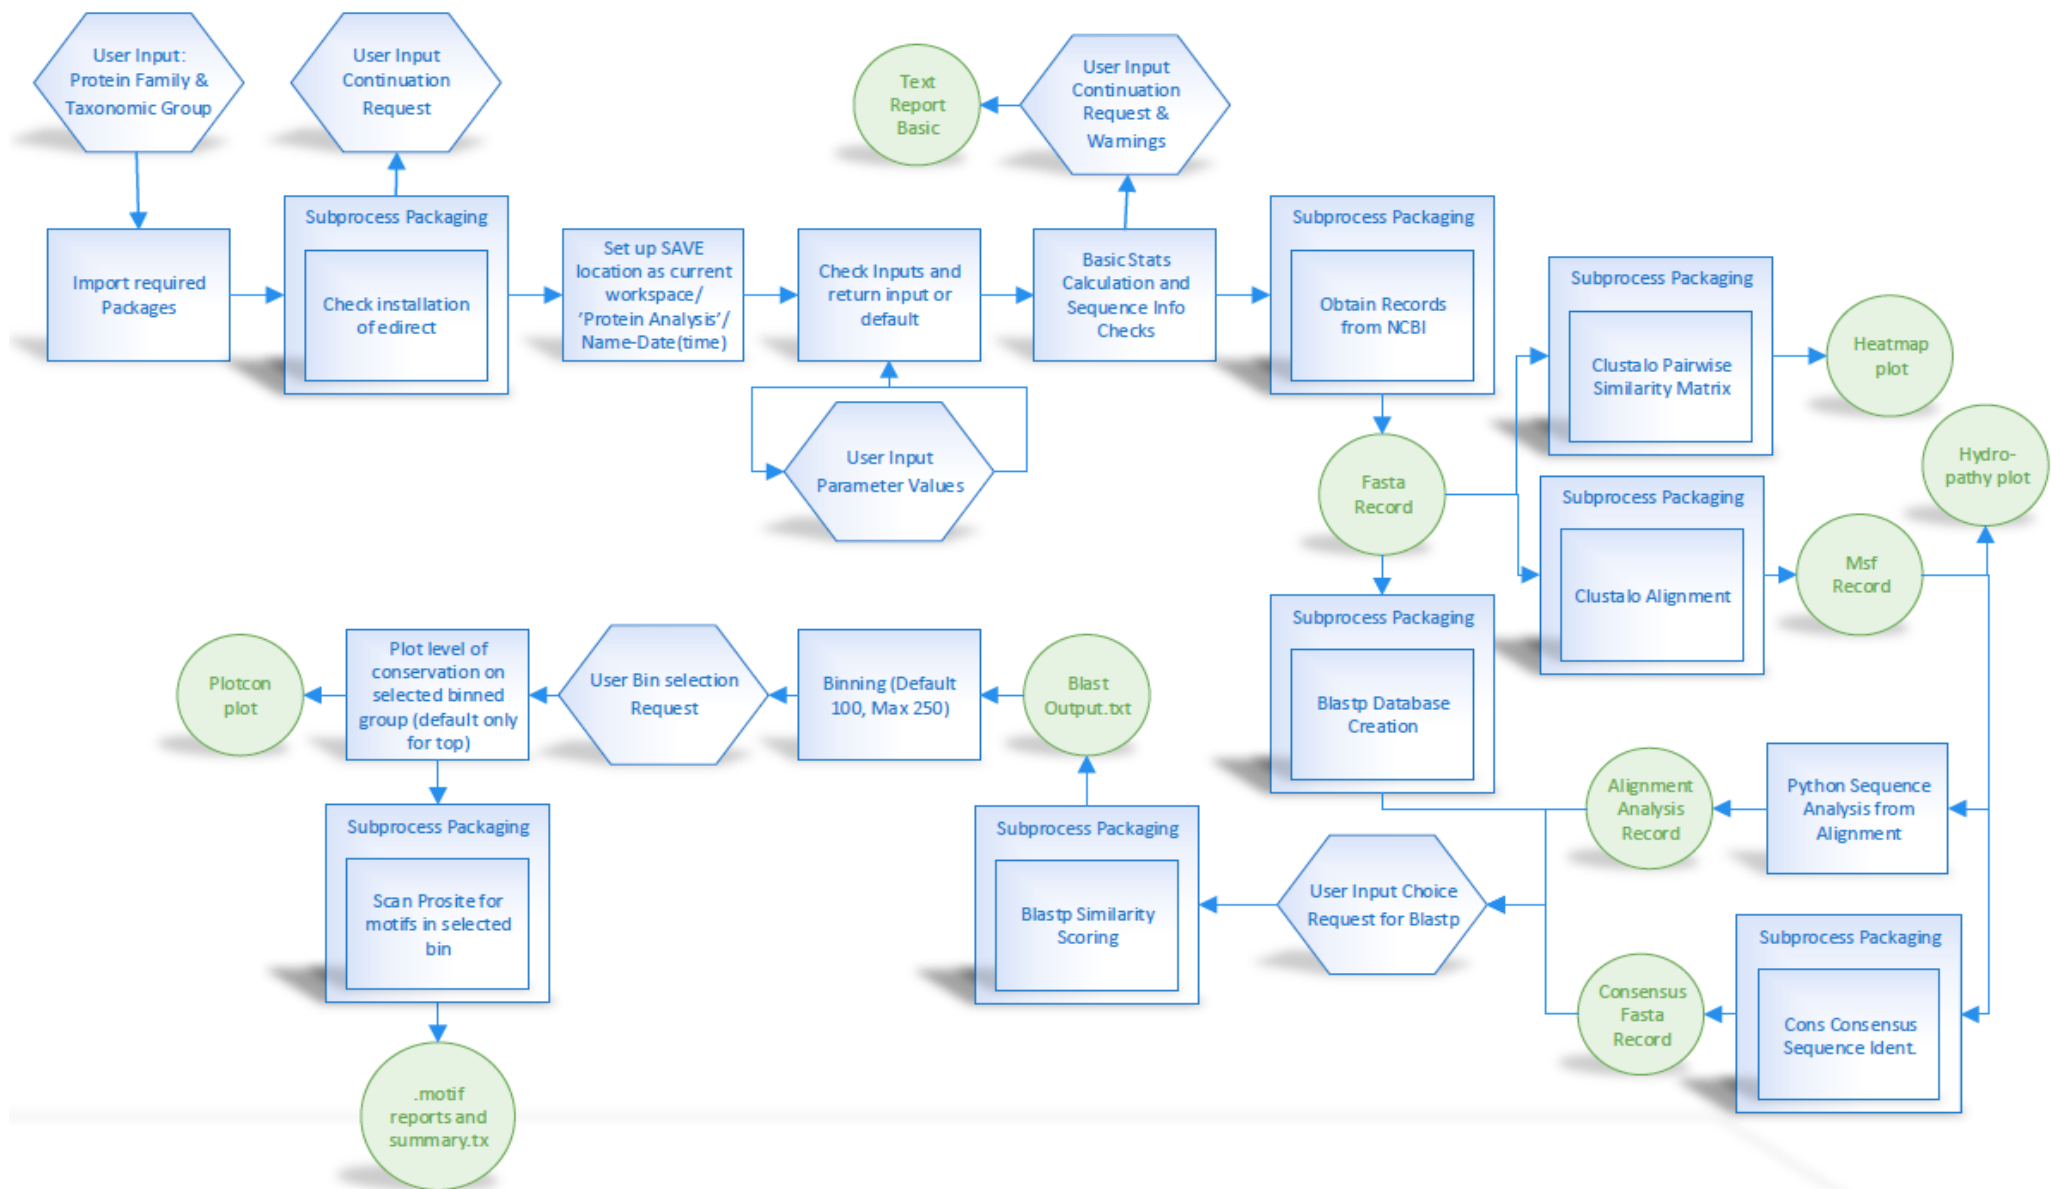 User Input:
Protein Family &
Taxonomic Group
User Input
Continuation
Request
Text
Report
Basic
User Input
Continuation
Request &
Warnings
Import required
Packages
Subprocess Packaging
Check installation
of edirect
Set up SAVE
location as current
workspace/
'Protein Analysis'/
Name-Date(time)
Check Inputs and
return input or
default
User Input
Parameter Values
Basic Stats
Calculation and
Sequence Info
Checks
Subprocess Packaging
Obtain Records
from NCBI
Fasta
Record
Subprocess Packaging
Clustalo Pairwise
Similarity Matrix
Heatmap
plot
Hydro-
pathy plot
Subprocess Packaging
Clustalo Alignment
Msf
Record
Subprocess Packaging
Blastp Database
Creation
Python Sequence
Analysis from
Alignment
Alignment
Analysis
Record
Subprocess Packaging
Cons Consensus
Sequence Ident.
Consensus
Fasta
Record
User Input Choice
Request for Blastp
Subprocess Packaging
Blastp Similarity
Scoring
Blast
Output.txt
Binning (Default
100, Max 250)
User Bin selection
Request
Plot level of
conservation on
selected binned
group (default only
for top)
Plotcon
plot
Subprocess Packaging
Scan Prosite for
motifs in selected
bin
.motif
reports and
summary.tx